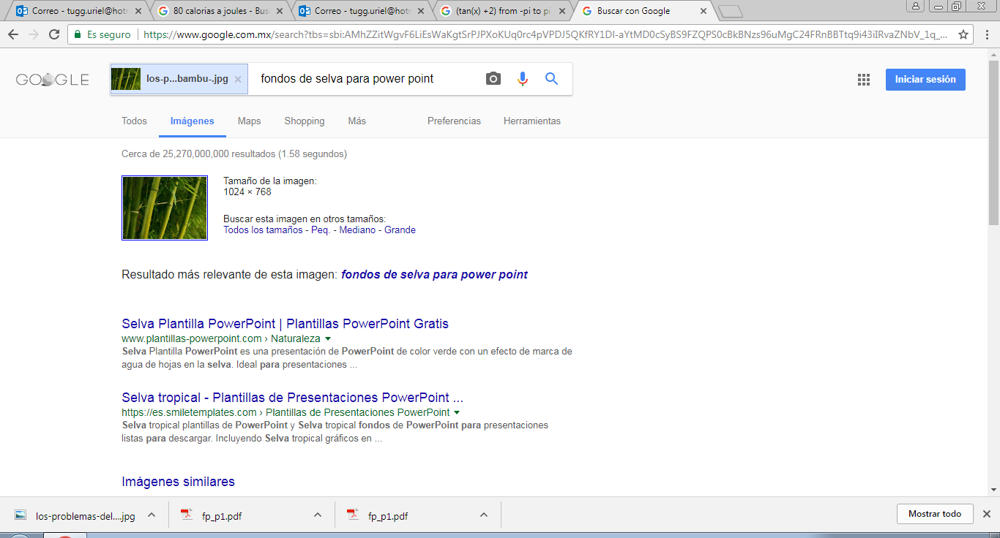 Correo - tugg.uriel@hotr
80 calorias a joules - Bus
Correo - tugg.uriel@hotr
(tan(x) +2) from -pi to pi
Buscar con Google
Es seguro
https://www.google.com.mx/search?tbs=sbi:AMhZZitWgvF6LiEsWaKgtSrPJPXoKUq0rc4pVPDJ5QKfRY1DI-aYtMD0cSyBS9FZQPS0cBkBNzs96uMgC24FRnBBTtq9i43iIRvaZNbV_1q_...
GOOGLE
los-p...bambu-.jpg
fondos de selva para power point
Iniciar sesión
Todos Imágenes Maps Shopping Más Preferencias Herramientas
Cerca de 25,270,000,000 resultados (1.58 segundos)
Tamaño de la imagen:
1024 × 768
Buscar esta imagen en otros tamaños:
Todos los tamaños - Peq. - Mediano - Grande
Resultado más relevante de esta imagen: fondos de selva para power point
Selva Plantilla PowerPoint | Plantillas PowerPoint Gratis
www.plantillas-powerpoint.com › Naturaleza
Selva Plantilla PowerPoint es una presentación de PowerPoint de color verde con un efecto de marca de
agua de hojas en la selva. Ideal para presentaciones ...
Selva tropical - Plantillas de Presentaciones PowerPoint ...
https://es.smiletemplates.com › Plantillas de Presentaciones PowerPoint
Selva tropical plantillas de PowerPoint y Selva tropical fondos de PowerPoint para presentaciones
listas para descargar. Incluyendo Selva tropical gráficos en ...
Imágenes similares
los-problemas-del....jpg
fp_p1.pdf
fp_p1.pdf
Mostrar todo